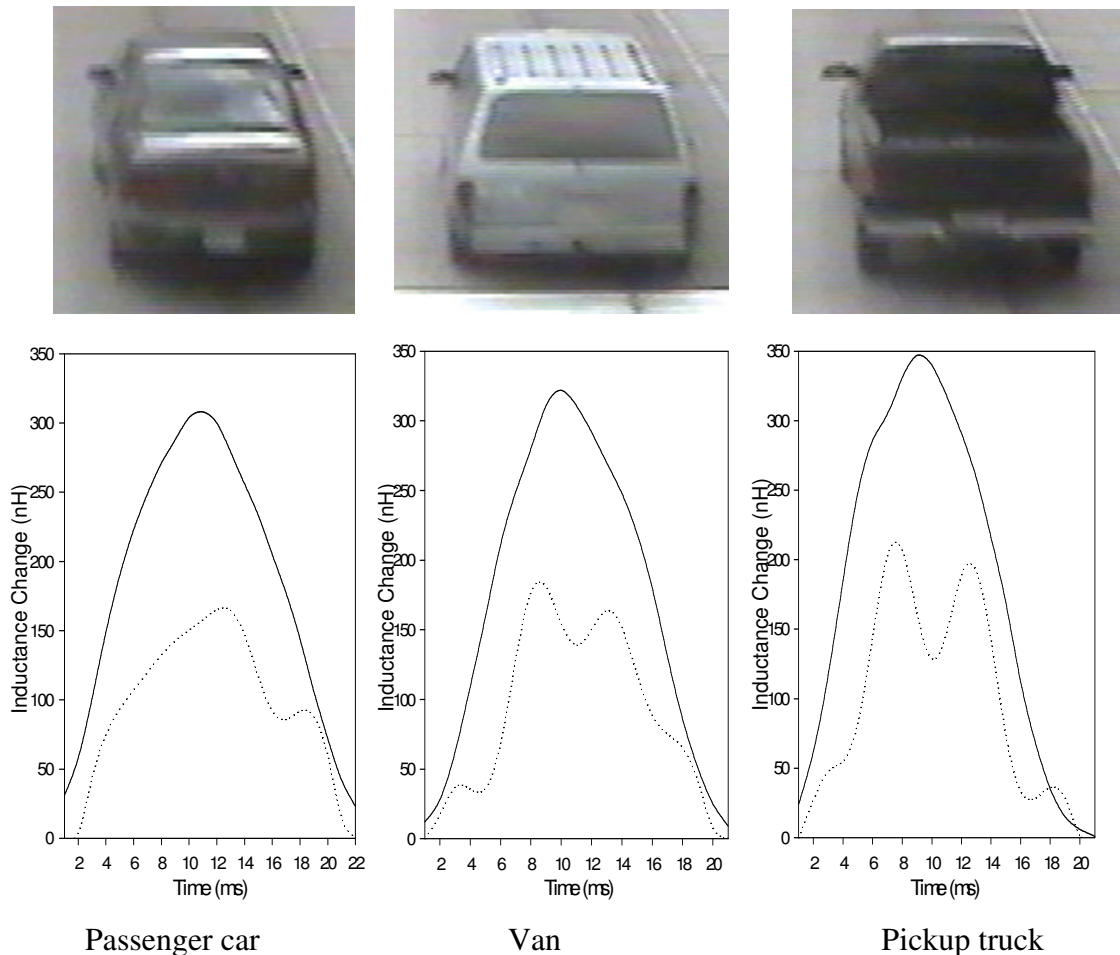 350
300
250
200
150
100
50
0
Inductance Change (nH)
2 4 6 8 10 12 14 16 18 20 22
Time (ms)
350
300
250
200
150
100
50
0
Inductance Change (nH)
2 4 6 8 10 12 14 16 18 20
Time (ms)
350
300
250
200
150
100
50
0
Inductance Change (nH)
2 4 6 8 10 12 14 16 18 20
Time (ms)
Passenger car
Van
Pickup truck